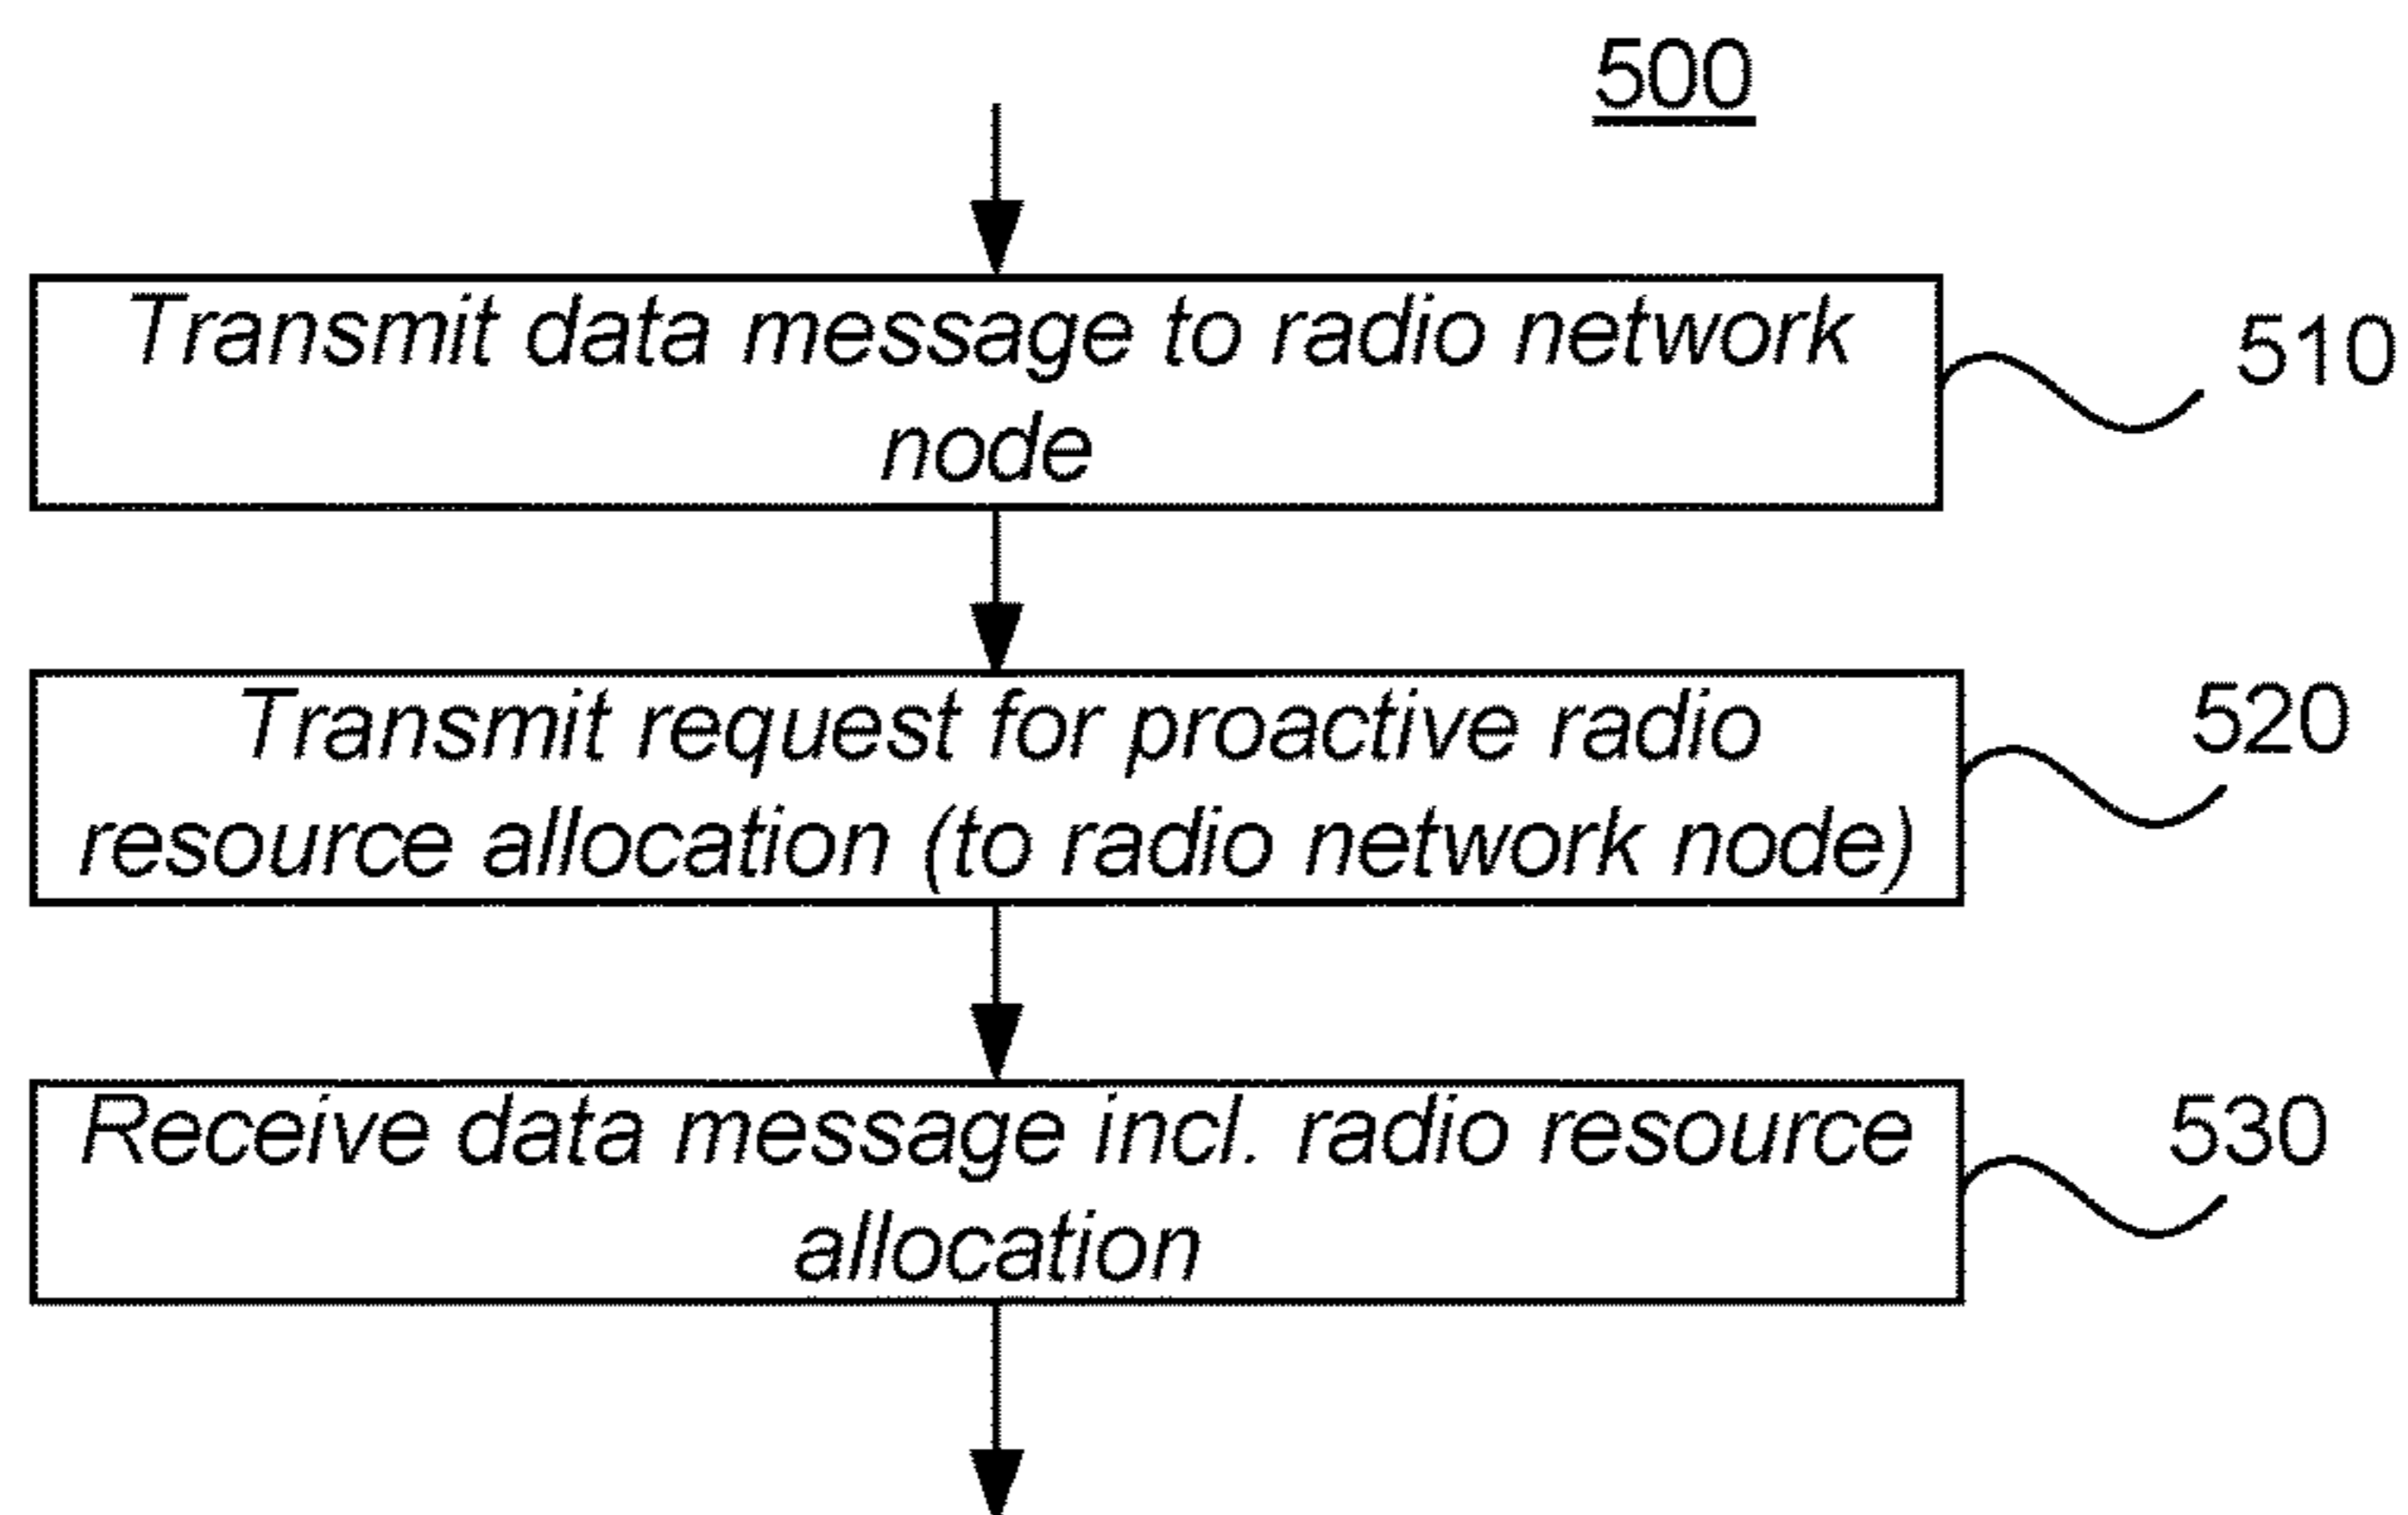 500
Transmit data message to radio network
node
510
Transmit request for proactive radio
resource allocation (to radio network node)
520
Receive data message incl. radio resource
allocation
530